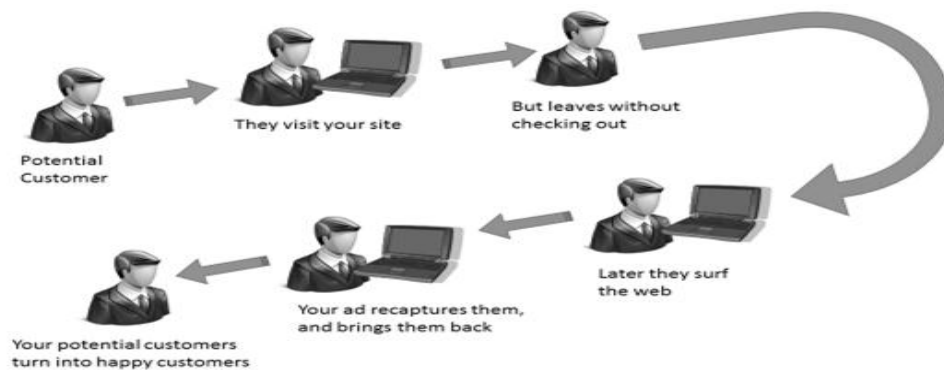 Potential
Customer
They visit your site
But leaves without
checking out
Later they surf
the web
Your ad recaptures them,
and brings them back
Your potential customers
turn into happy customers